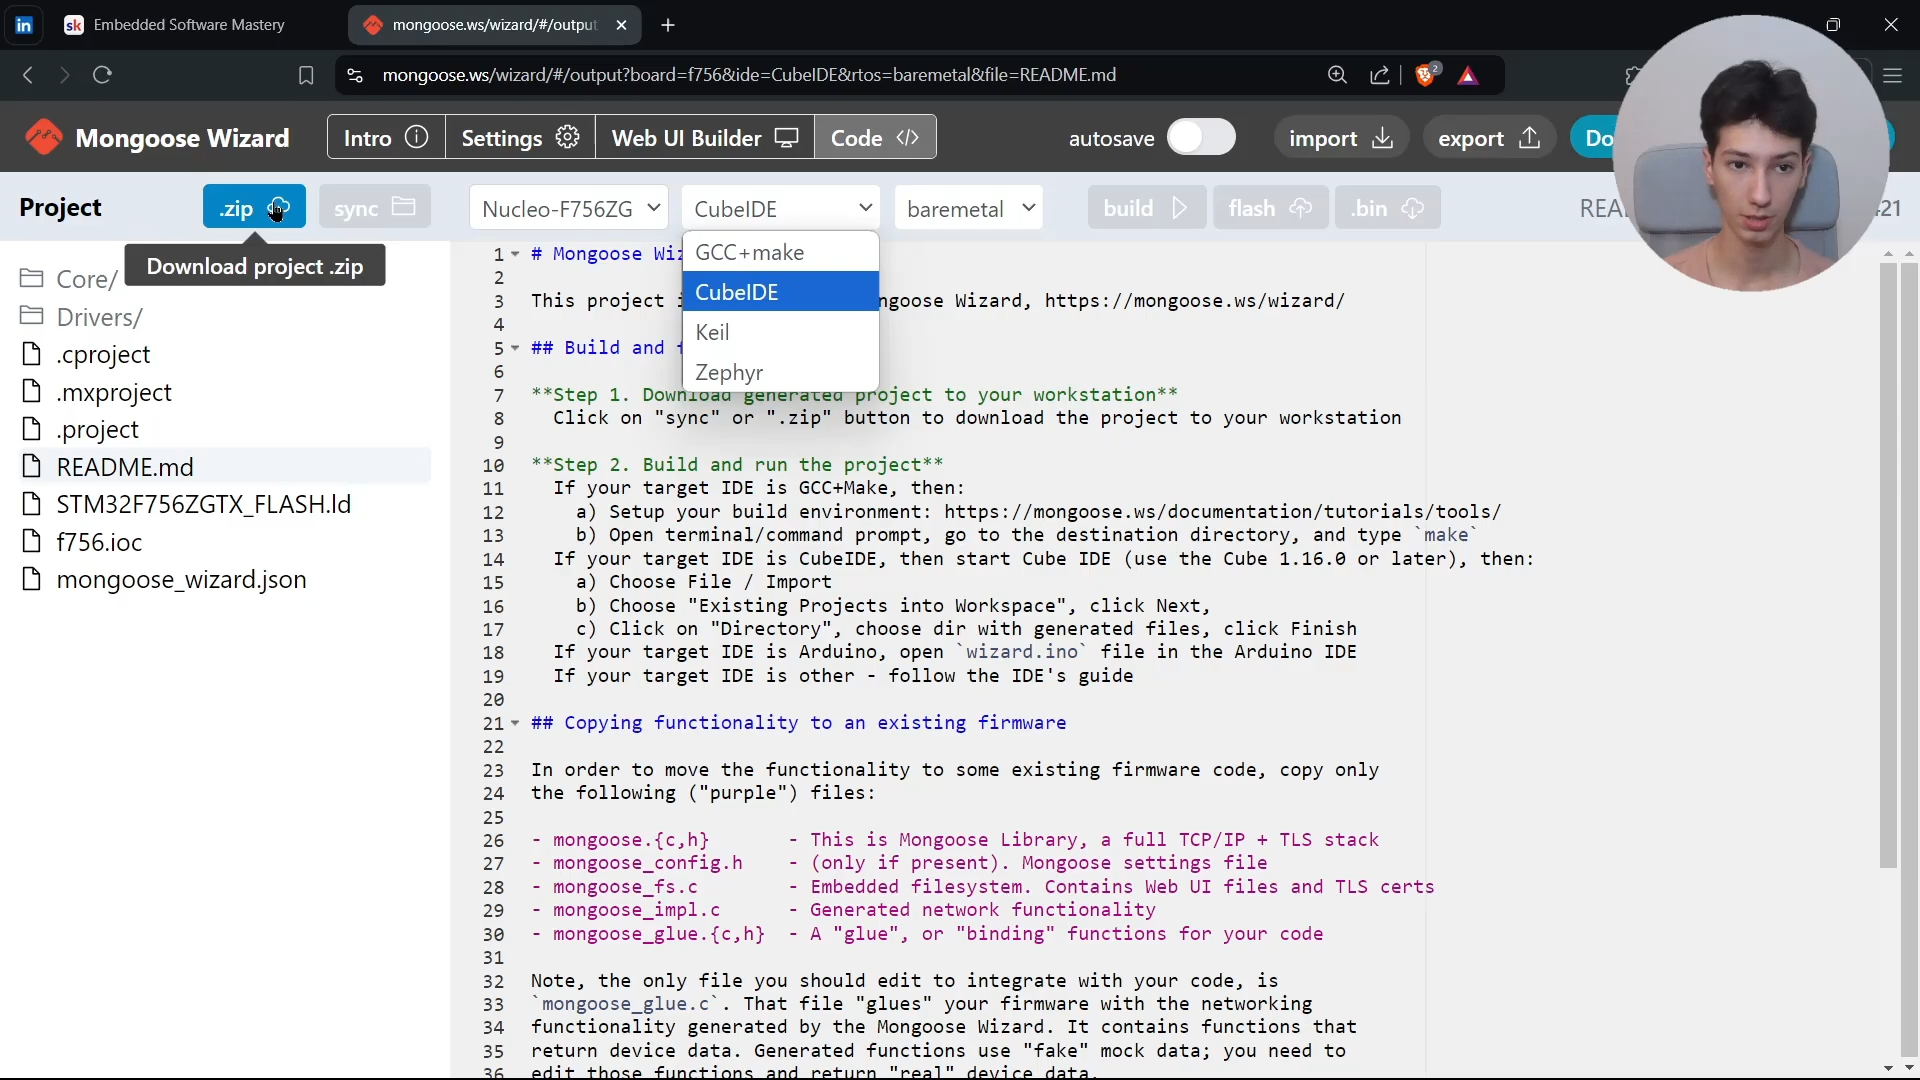 in
sk Embedded Software Mastery
mongoose.ws/wizard/#/output
mongoose.ws/wizard/#/output?board=f756&ide=CubeIDE&rtos=baremetal&file=README.md
2
Mongoose Wizard
Intro
Settings
Web UI Builder
Code </>
autosave
import
export
Do
Project
.zip
sync
Nucleo-F756ZG
CubeIDE
baremetal
build
flash
.bin
REA
421
Download project .zip
GCC+make
CubeIDE
Keil
Zephyr
Core/
Drivers/
.cproject
.mxproject
.project
README.md
STM32F756ZGTX_FLASH.ld
f756.ioc
mongoose_wizard.json
1 # Mongoose Wiz
2
3 This project i ngoose Wizard, https://mongoose.ws/wizard/
4
5 ## Build and f
6
7 **Step 1. Download generated project to your workstation**
8 Click on "sync" or ".zip" button to download the project to your workstation
9
10 **Step 2. Build and run the project**
11 If your target IDE is GCC+Make, then:
12 a) Setup your build environment: https://mongoose.ws/documentation/tutorials/tools/
13 b) Open terminal/command prompt, go to the destination directory, and type `make`
14 If your target IDE is CubeIDE, then start Cube IDE (use the Cube 1.16.0 or later), then:
15 a) Choose File / Import
16 b) Choose "Existing Projects into Workspace", click Next,
17 c) Click on "Directory", choose dir with generated files, click Finish
18 If your target IDE is Arduino, open `wizard.ino` file in the Arduino IDE
19 If your target IDE is other - follow the IDE's guide
20
21 ## Copying functionality to an existing firmware
22
23 In order to move the functionality to some existing firmware code, copy only
24 the following ("purple") files:
25
26 - mongoose.{c,h} - This is Mongoose Library, a full TCP/IP + TLS stack
27 - mongoose_config.h - (only if present). Mongoose settings file
28 - mongoose_fs.c - Embedded filesystem. Contains Web UI files and TLS certs
29 - mongoose_impl.c - Generated network functionality
30 - mongoose_glue.{c,h} - A "glue", or "binding" functions for your code
31
32 Note, the only file you should edit to integrate with your code, is
33 `mongoose_glue.c`. That file "glues" your firmware with the networking
34 functionality generated by the Mongoose Wizard. It contains functions that
35 return device data. Generated functions use "fake" mock data; you need to
36 edit those functions and return "real" device data.